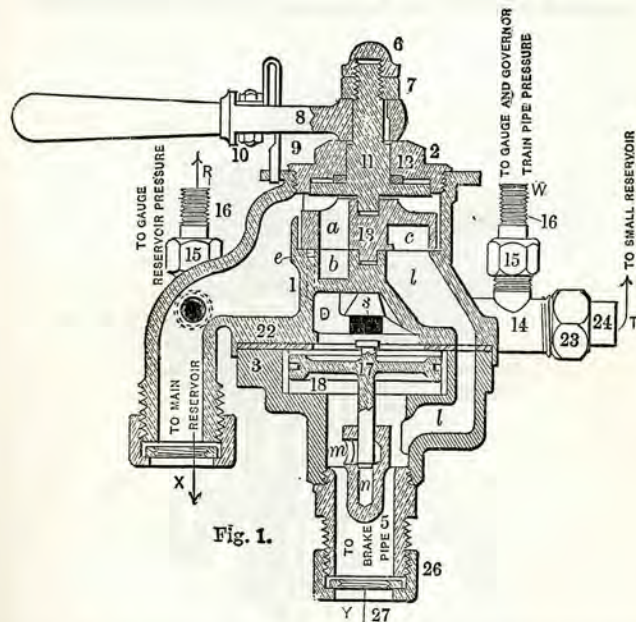 6
7
8
9
10
11
12
2
TO GAUGE AND GOVERNOR
TRAIN PIPE PRESSURE
W
16
15
TO SMALL RESERVOIR
T
14
23
24
TO GAUGE
RESERVOIR PRESSURE
R
16
15
a
13
c
e
b
1
l
D
s
22
3
17
18
l
TO MAIN
RESERVOIR
X
m
n
Fig. 1.
TO BRAKE
PIPE 5
26
Y
27